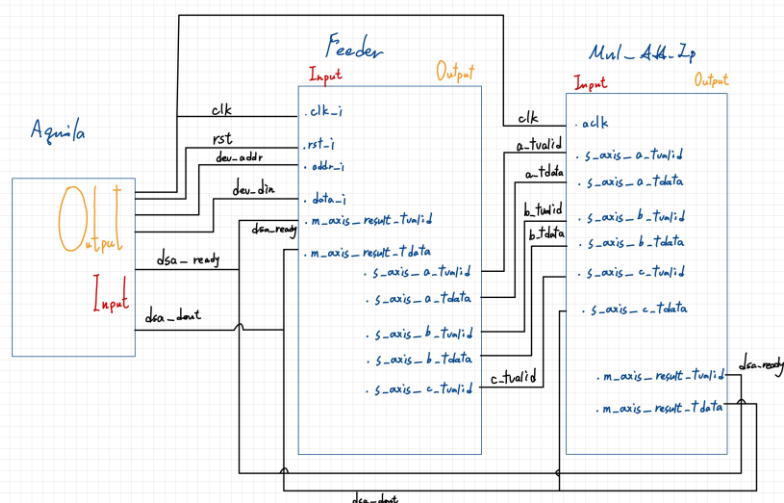 Aquila
Output
Input
clk
rst
dev_addr
dev_din
dsa_ready
dsa_dout
Feeder
Input
Output
.clk_i
.rst_i
.addr_i
.data_i
.m_axis_result_tvalid
dsa_ready
.m_axis_result_tdata
.s_axis_a_tvalid
.s_axis_a_tdata
.s_axis_b_tvalid
.s_axis_b_tdata
.s_axis_c_tvalid
clk
a_tvalid
a_tdata
b_tvalid
b_tdata
c_tvalid
Mul_Add_Ip
Input
Output
.aclk
.s_axis_a_tvalid
.s_axis_a_tdata
.s_axis_b_tvalid
.s_axis_b_tdata
.s_axis_c_tvalid
.s_axis_c_tdata
.m_axis_result_tvalid
dsa_ready
.m_axis_result_tdata
dsa_dout